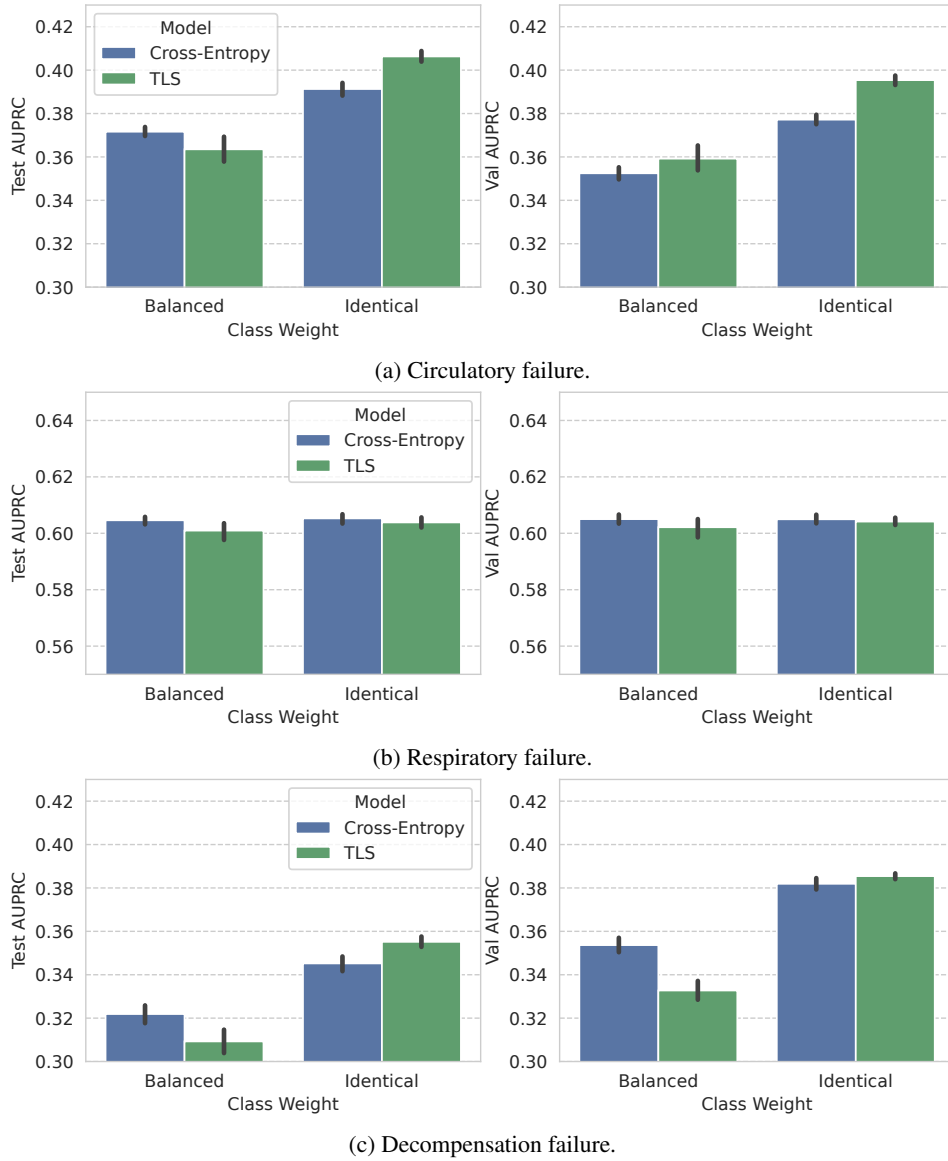 0.42
0.40
0.38
0.36
0.34
0.32
0.30
Test AUPRC
Model
Cross-Entropy
TLS
Balanced
Identical
Class Weight
0.42
0.40
0.38
0.36
0.34
0.32
0.30
Val AUPRC
Balanced
Identical
Class Weight
(a) Circulatory failure.
0.64
0.62
0.60
0.58
0.56
Test AUPRC
Model
Cross-Entropy
TLS
Balanced
Identical
Class Weight
0.64
0.62
0.60
0.58
0.56
Val AUPRC
Balanced
Identical
Class Weight
(b) Respiratory failure.
0.42
0.40
0.38
0.36
0.34
0.32
0.30
Test AUPRC
Model
Cross-Entropy
TLS
Balanced
Identical
Class Weight
0.42
0.40
0.38
0.36
0.34
0.32
0.30
Val AUPRC
Balanced
Identical
Class Weight
(c) Decompensation failure.